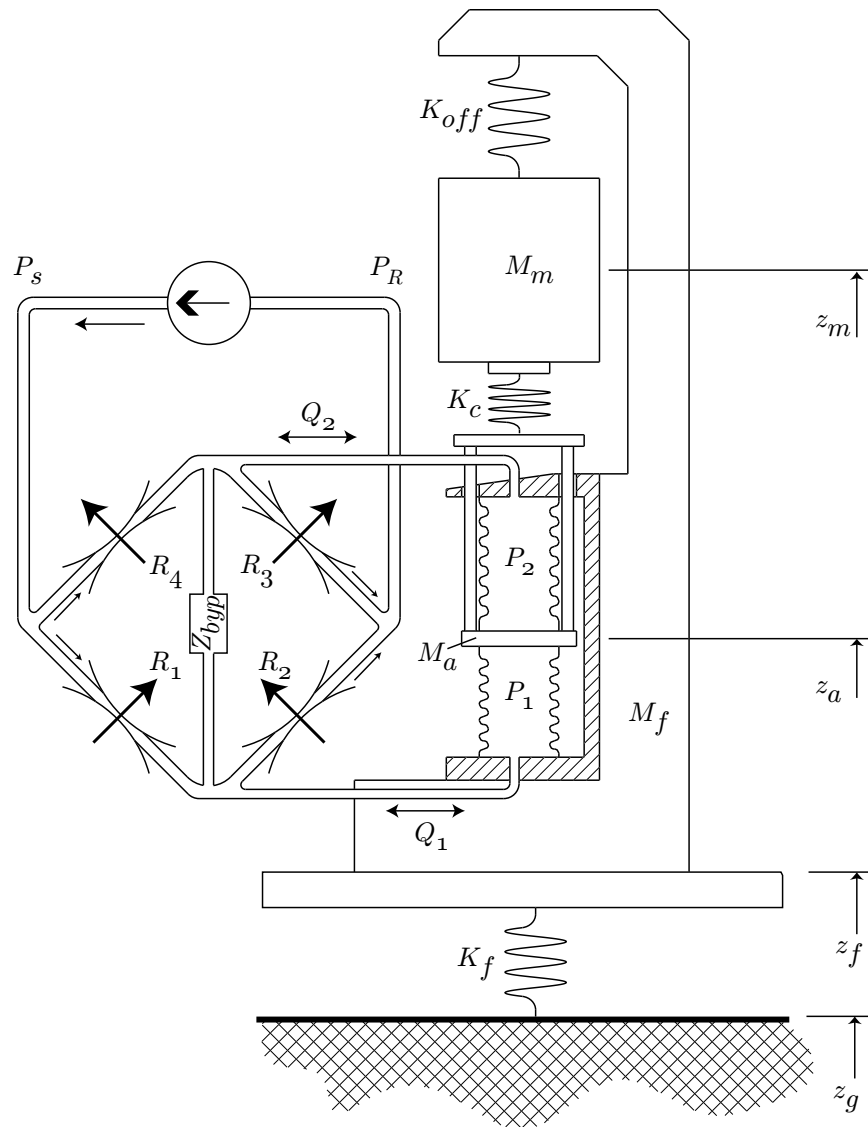 K_off
P_s
P_R
M_m
z_m
K_c
Q_2
R_4
R_3
P_2
Z_byp
M_a
R_1
R_2
P_1
z_a
M_f
Q_1
z_f
K_f
z_g